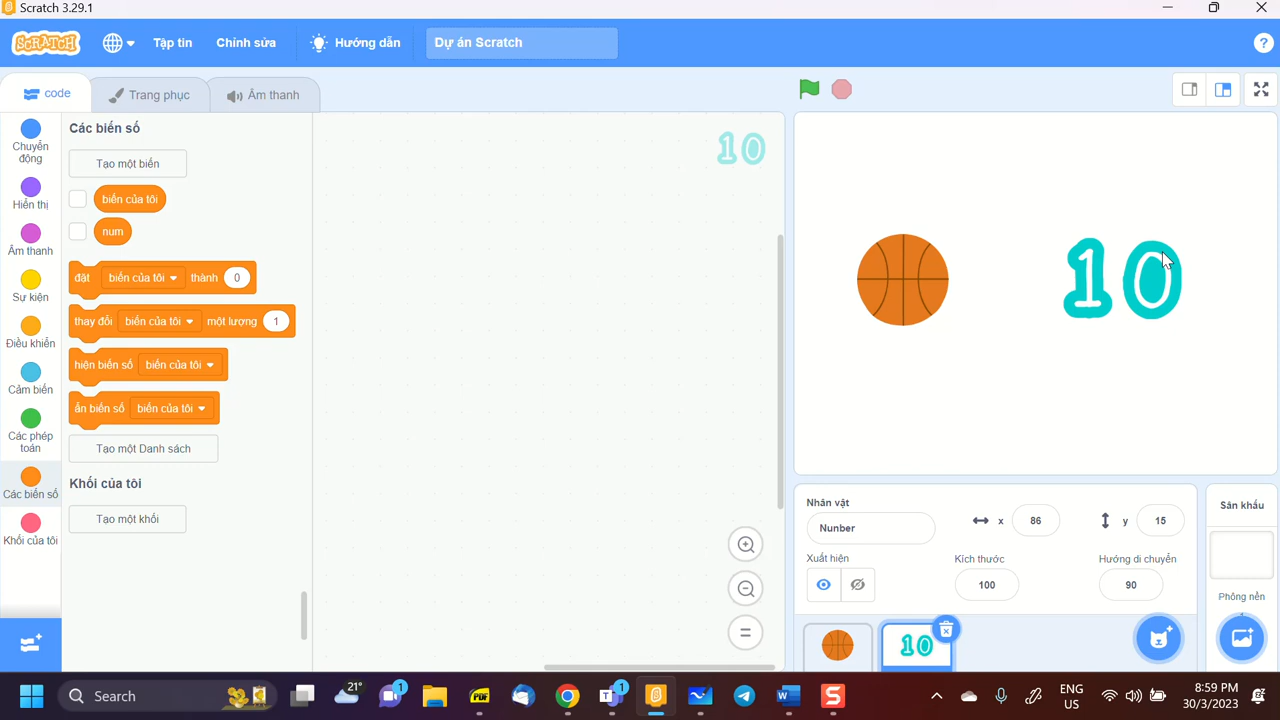 Scratch 3.29.1
SCRATCH
Tập tin
Chỉnh sửa
Hướng dẫn
Dự án Scratch
?
code
Trang phục
Âm thanh
Chuyển động
Hiển thị
Âm thanh
Sự kiện
Điều khiển
Cảm biến
Các phép toán
Các biến số
Khối của tôi
Các biến số
Tạo một biến
biến của tôi
num
đặt biến của tôi thành 0
thay đổi biến của tôi một lượng 1
hiện biến số biến của tôi
ẩn biến số biến của tôi
Tạo một Danh sách
Khối của tôi
Tạo một khối
10
10
Nhân vật
Nunber
x 86
y 15
Xuất hiện
Kích thước
100
Hướng di chuyển
90
10
Sân khấu
Phông nền
Search
21°
1
PDF
1
ENG
US
8:59 PM
30/3/2023